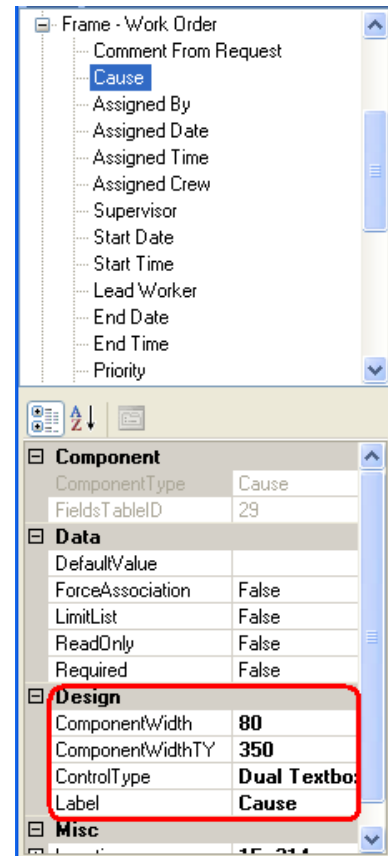 Frame - Work Order
Comment From Request
Cause
Assigned By
Assigned Date
Assigned Time
Assigned Crew
Supervisor
Start Date
Start Time
Lead Worker
End Date
End Time
Priority
Component
ComponentType Cause
FieldsTableID 29
Data
DefaultValue
ForceAssociation False
LimitList False
ReadOnly False
Required False
Design
ComponentWidth 80
ComponentWidthTY 350
ControlType Dual Textbo
Label Cause
Misc